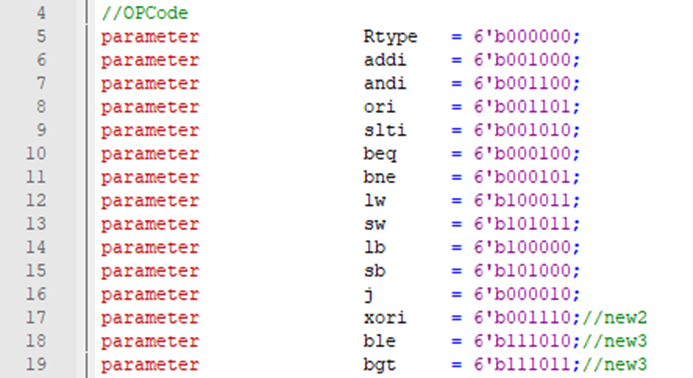 4 //OPCode
5 parameter Rtype = 6'b000000;
6 parameter addi = 6'b001000;
7 parameter andi = 6'b001100;
8 parameter ori = 6'b001101;
9 parameter slti = 6'b001010;
10 parameter beq = 6'b000100;
11 parameter bne = 6'b000101;
12 parameter lw = 6'b100011;
13 parameter sw = 6'b101011;
14 parameter lb = 6'b100000;
15 parameter sb = 6'b101000;
16 parameter j = 6'b000010;
17 parameter xori = 6'b001110;//new2
18 parameter ble = 6'b111010;//new3
19 parameter bgt = 6'b111011;//new3